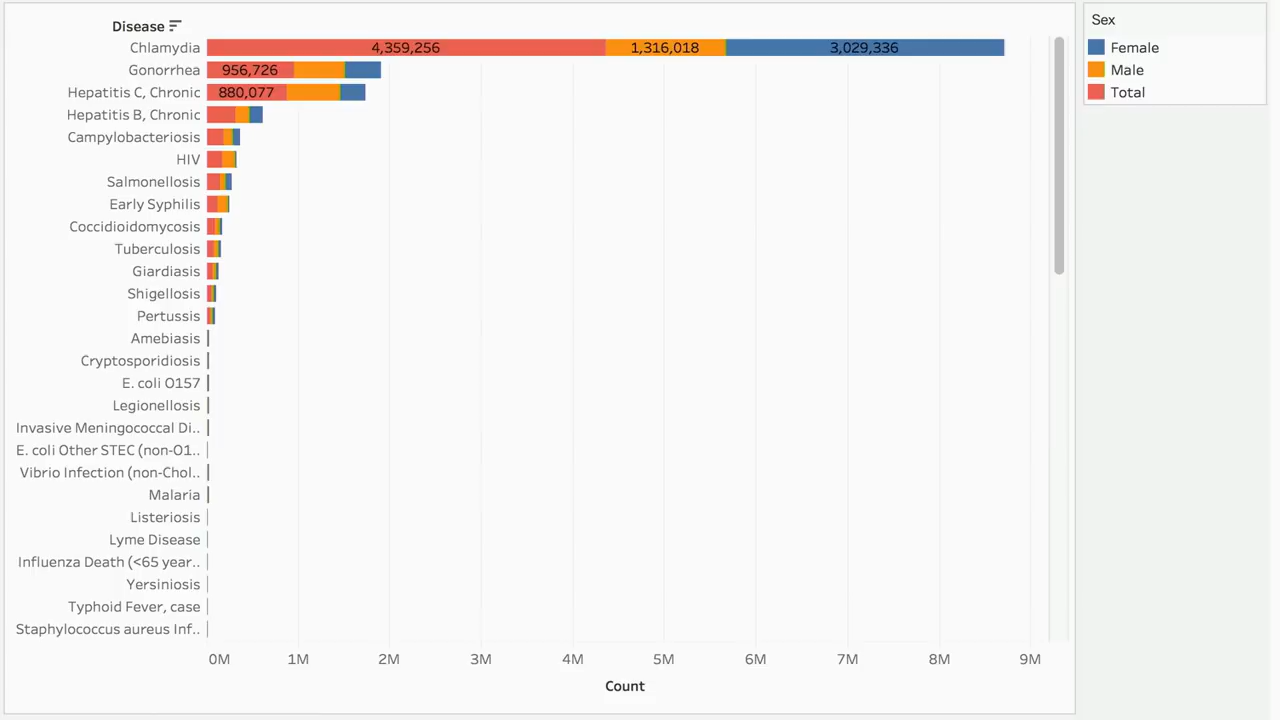 Disease
Chlamydia 4,359,256 1,316,018 3,029,336
Gonorrhea 956,726
Hepatitis C, Chronic 880,077
Hepatitis B, Chronic
Campylobacteriosis
HIV
Salmonellosis
Early Syphilis
Coccidioidomycosis
Tuberculosis
Giardiasis
Shigellosis
Pertussis
Amebiasis
Cryptosporidiosis
E. coli O157
Legionellosis
Invasive Meningococcal Di..
E. coli Other STEC (non-O1..
Vibrio Infection (non-Chol..
Malaria
Listeriosis
Lyme Disease
Influenza Death (<65 year..
Yersiniosis
Typhoid Fever, case
Staphylococcus aureus Inf..
0M 1M 2M 3M 4M 5M 6M 7M 8M 9M
Count
Sex
Female
Male
Total